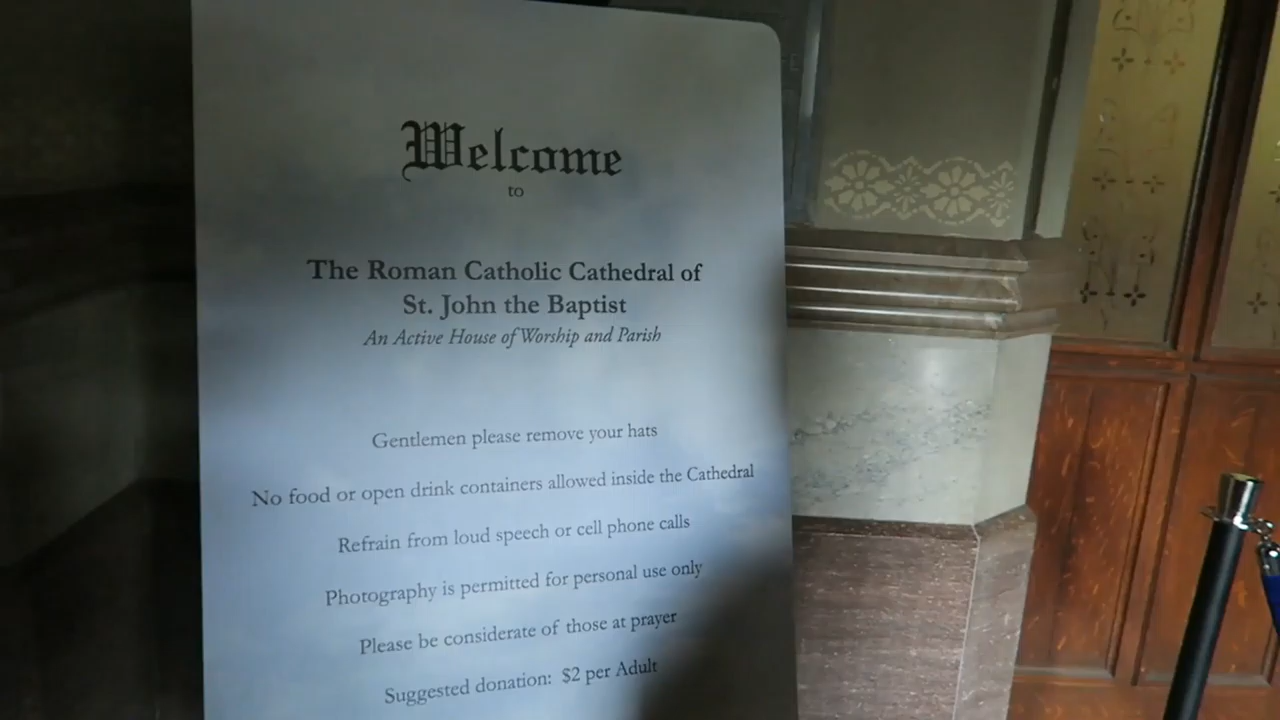 Welcome
to
The Roman Catholic Cathedral of
St. John the Baptist
An Active House of Worship and Parish
Gentlemen please remove your hats
No food or open drink containers allowed inside the Cathedral
Refrain from loud speech or cell phone calls
Photography is permitted for personal use only
Please be considerate of those at prayer
Suggested donation: $2 per Adult